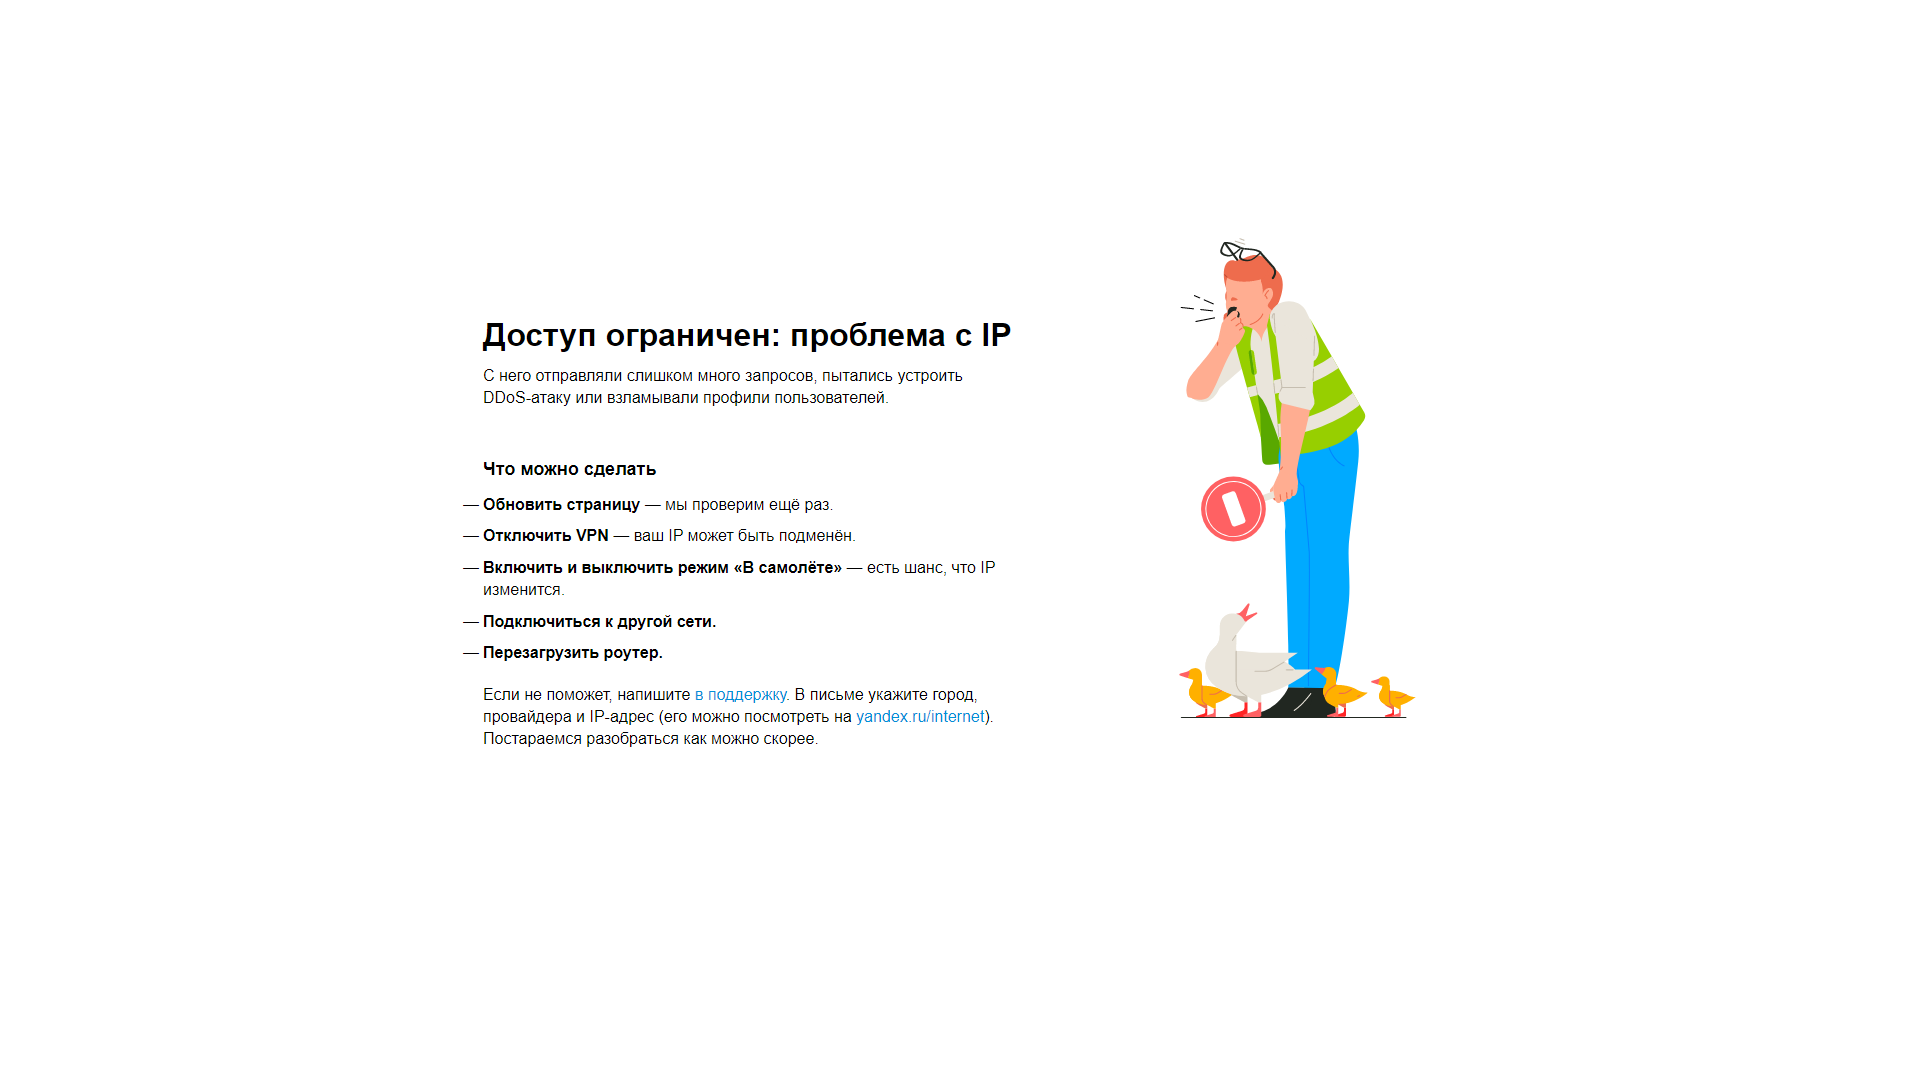 Доступ ограничен: проблема с IP
С него отправляли слишком много запросов, пытались устроить
DDoS-атаку или взламывали профили пользователей.
Что можно сделать
— Обновить страницу — мы проверим ещё раз.
— Отключить VPN — ваш IP может быть подменён.
— Включить и выключить режим «В самолёте» — есть шанс, что IP
изменится.
— Подключиться к другой сети.
— Перезагрузить роутер.
Если не поможет, напишите в поддержку. В письме укажите город,
провайдера и IP-адрес (его можно посмотреть на yandex.ru/internet).
Постараемся разобраться как можно скорее.